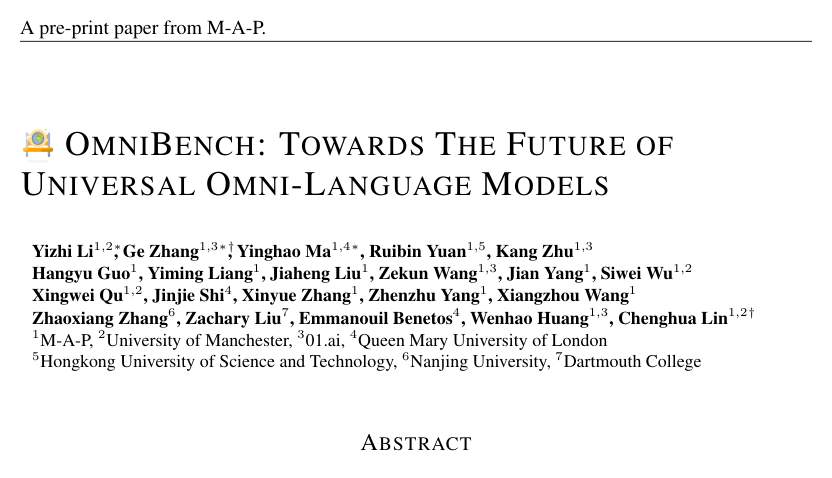 A pre-print paper from M-A-P.
OMNIBENCH: TOWARDS THE FUTURE OF
UNIVERSAL OMNI-LANGUAGE MODELS
Yizhi Li1,2*, Ge Zhang1,3*†, Yinghao Ma1,4*, Ruibin Yuan1,5, Kang Zhu1,3
Hangyu Guo1, Yiming Liang1, Jiaheng Liu1, Zekun Wang1,3, Jian Yang1, Siwei Wu1,2
Xingwei Qu1,2, Jinjie Shi4, Xinyue Zhang1, Zhenzhu Yang1, Xiangzhou Wang1
Zhaoxiang Zhang6, Zachary Liu7, Emmanouil Benetos4, Wenhao Huang1,3, Chenghua Lin1,2†
1M-A-P, 2University of Manchester, 301.ai, 4Queen Mary University of London
5Hongkong University of Science and Technology, 6Nanjing University, 7Dartmouth College
ABSTRACT